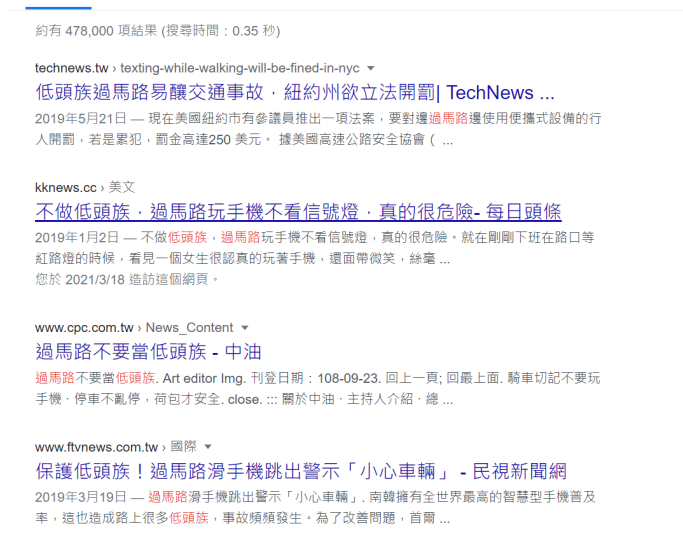 約有 478,000 項結果 (搜尋時間：0.35 秒)
technews.tw › texting-while-walking-will-be-fined-in-nyc
低頭族過馬路易釀交通事故，紐約州欲立法開罰| TechNews ...
2019年5月21日 — 現在美國紐約市有參議員推出一項法案，要對邊過馬路邊使用便攜式設備的行
人開罰，若是累犯，罰金高達250 美元。 據美國高速公路安全協會（ ...
kknews.cc › 美文
不做低頭族，過馬路玩手機不看信號燈，真的很危險- 每日頭條
2019年1月2日 — 不做低頭族，過馬路玩手機不看信號燈，真的很危險。就在剛剛下班在路口等
紅路燈的時候，看見一個女生很認真的玩著手機，還面帶微笑，絲毫 ...
您於 2021/3/18 造訪這個網頁。
www.cpc.com.tw › News_Content
過馬路不要當低頭族 - 中油
過馬路不要當低頭族. Art editor Img. 刊登日期：108-09-23. 回上一頁; 回最上面. 騎車切記不要玩
手機 · 停車不亂停，荷包才安全. close. ::: 關於中油 · 主持人介紹 · 總 ...
www.ftvnews.com.tw › 國際
保護低頭族！過馬路滑手機跳出警示「小心車輛」 - 民視新聞網
2019年3月19日 — 過馬路滑手機跳出警示「小心車輛」. 南韓擁有全世界最高的智慧型手機普及
率，這也造成路上很多低頭族，事故頻頻發生。為了改善問題，首爾 ...